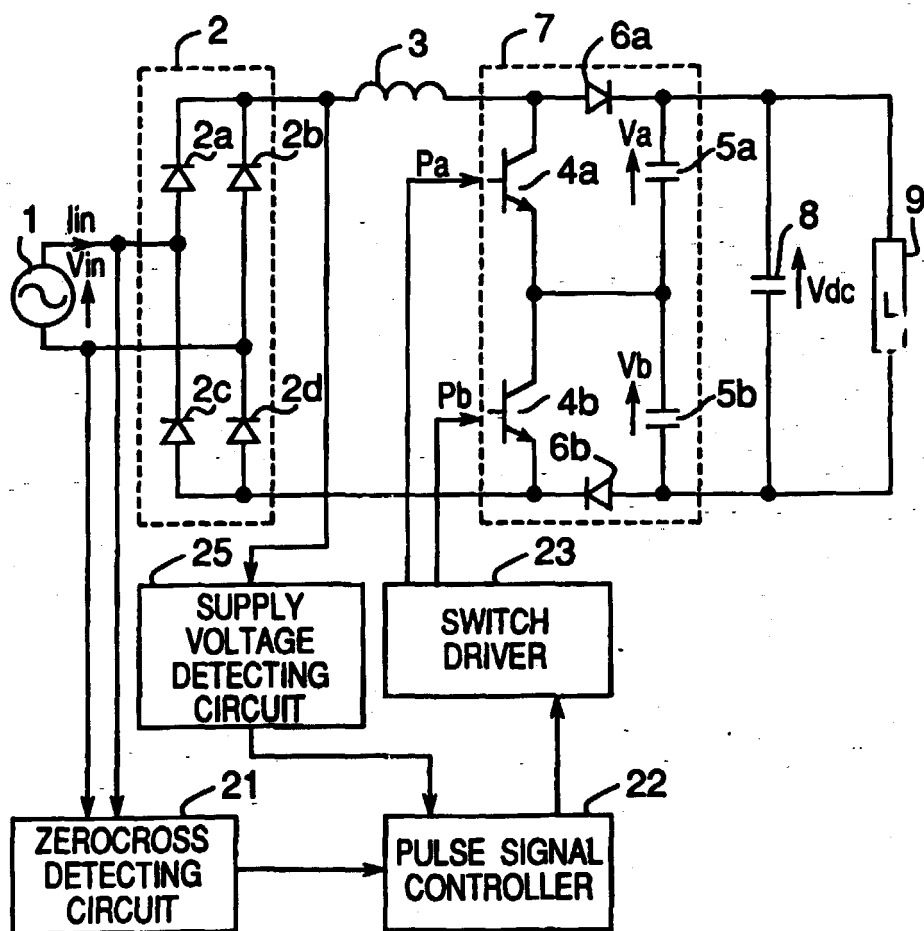 2
3
7
6a
2a
2b
Va
5a
Pa
4a
8
9
1
Iin
Vin
Vdc
L
2c
2d
Pb
Vb
4b
5b
6b
25
23
SUPPLY
VOLTAGE
DETECTING
CIRCUIT
SWITCH
DRIVER
21
22
ZEROCROSS
DETECTING
CIRCUIT
PULSE SIGNAL
CONTROLLER